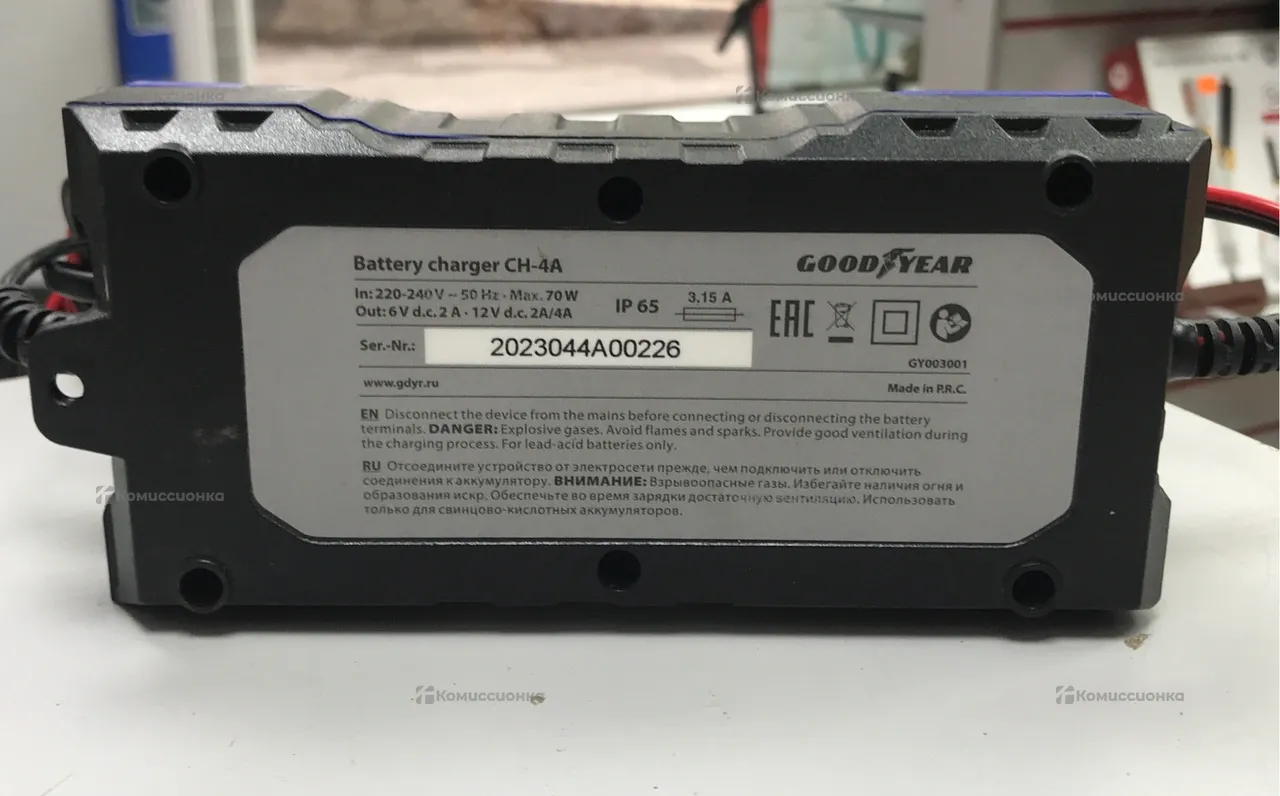 Battery charger CH-4A
GOODYEAR
In: 220-240 V ~ 50 Hz · Max. 70 W
Out: 6 V d.c. 2 A · 12 V d.c. 2A/4A
IP 65
3,15 A
EAC
Ser.-Nr.:
2023044A00226
GY003001
www.gdyr.ru
Made in P.R.C.
EN Disconnect the device from the mains before connecting or disconnecting the battery
terminals. DANGER: Explosive gases. Avoid flames and sparks. Provide good ventilation during
the charging process. For lead-acid batteries only.
RU Отсоедините устройство от электросети прежде, чем подключить или отключить
соединения к аккумулятору. ВНИМАНИЕ: Взрывоопасные газы. Избегайте наличия огня и
образования искр. Обеспечьте во время зарядки достаточную вентиляцию. Использовать
только для свинцово-кислотных аккумуляторов.
Комиссионка
Комиссионка
Комиссионка
Комиссионка
Комиссионка
Комиссионка